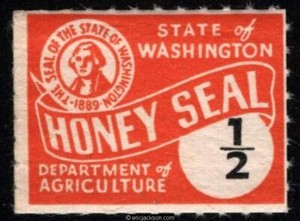 THE SEAL OF THE STATE OF WASHINGTON
1889
STATE of
WASHINGTON
HONEY SEAL
1/2
DEPARTMENT of
AGRICULTURE
© ericjackson.com